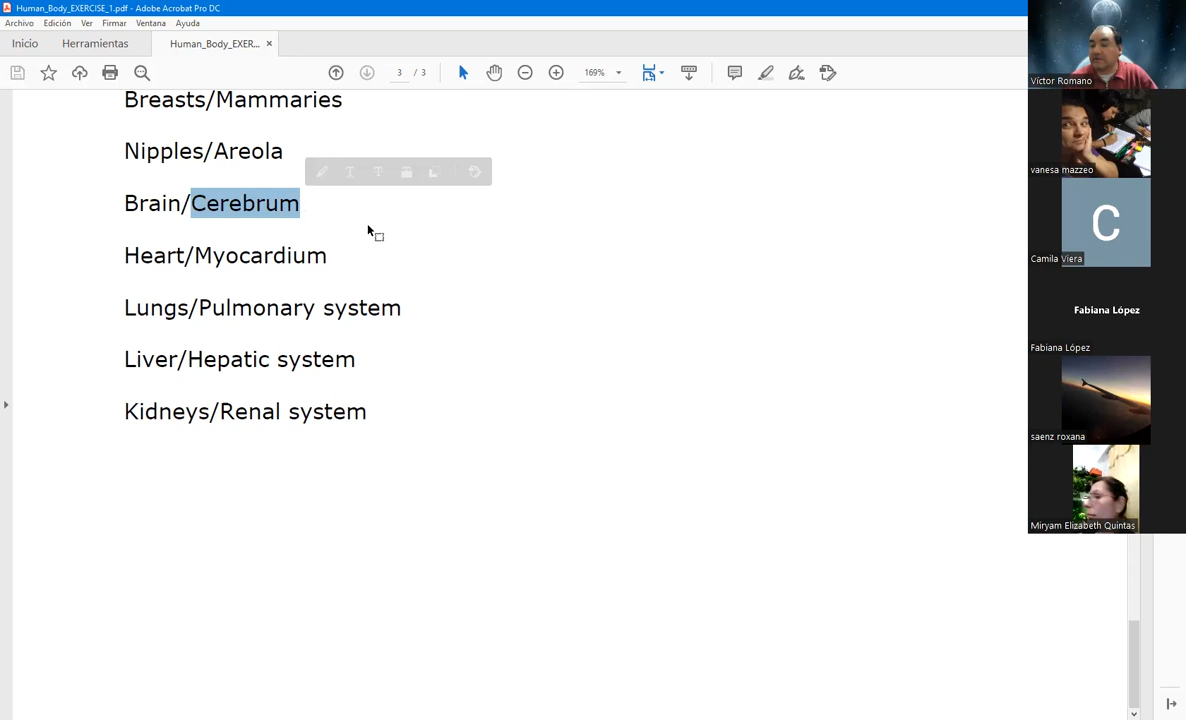 Human_Body_EXERCISE_1.pdf - Adobe Acrobat Pro DC
Archivo Edición Ver Firmar Ventana Ayuda
Inicio Herramientas Human_Body_EXER... ×
3 / 3 169%
Breasts/Mammaries
Nipples/Areola
Brain/Cerebrum
Heart/Myocardium
Lungs/Pulmonary system
Liver/Hepatic system
Kidneys/Renal system
Víctor Romano
vanesa mazzeo
C
Camila Viera
Fabiana López
Fabiana López
saenz roxana
Miryam Elizabeth Quintas